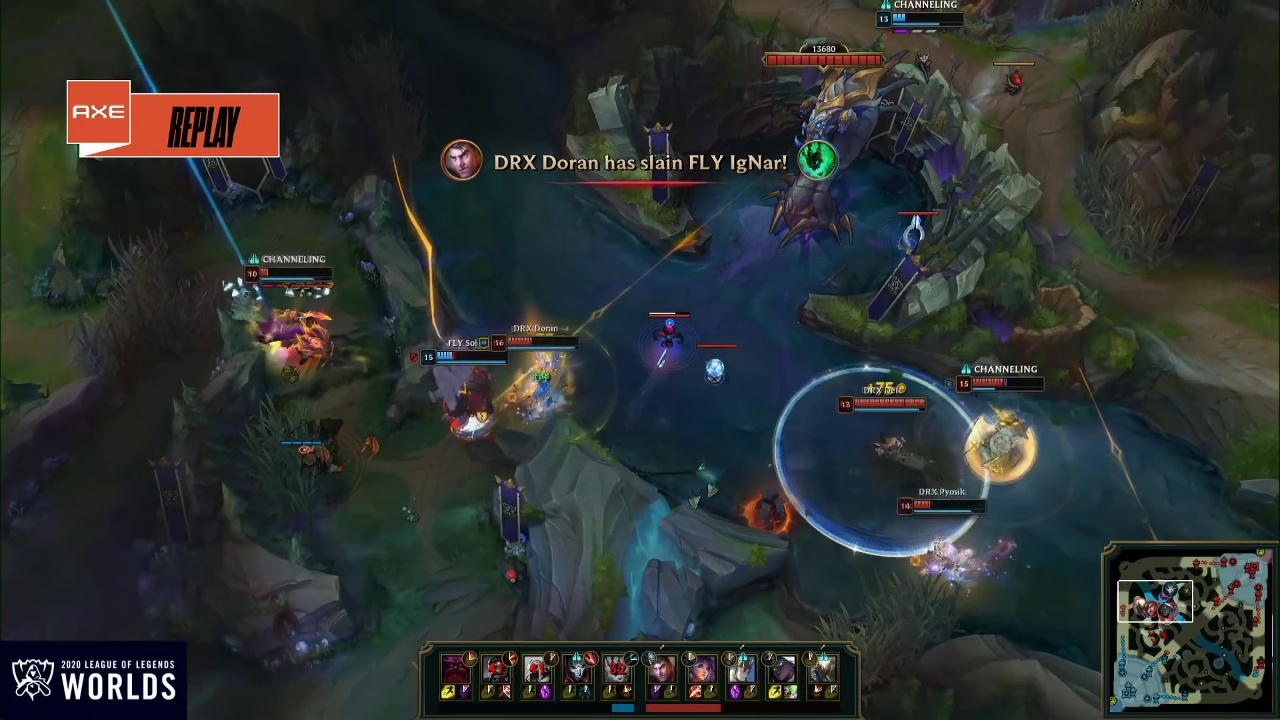 CHANNELING
13
13680
AXE
REPLAY
DRX Doran has slain FLY IgNar!
CHANNELING
10
DRX Doran
FLY Sol
16
15
CHANNELING
15
+75
13
DRX Pyosik
14
2020 LEAGUE OF LEGENDS
WORLDS